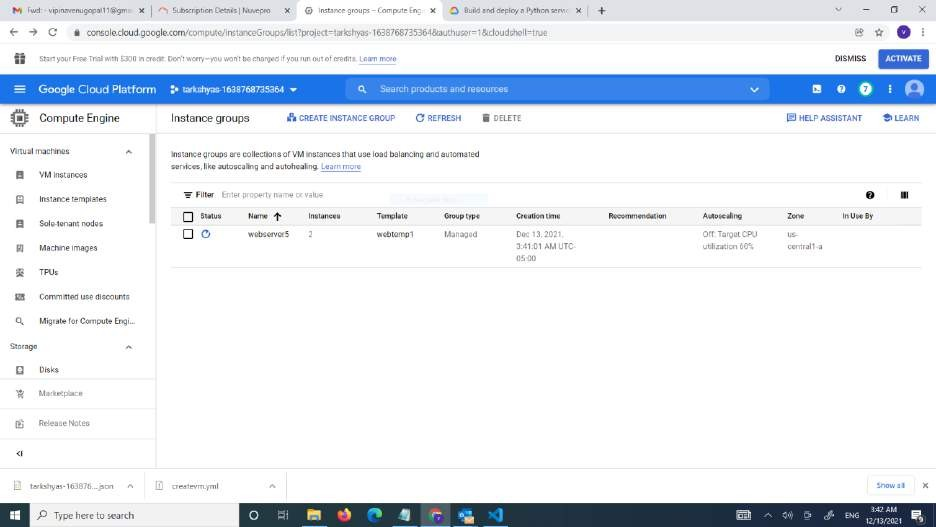 Fwd: - vipinavenugopal11@gma
Subscription Details | Nuvepro
Instance groups – Compute Eng
Build and deploy a Python servic
console.cloud.google.com/compute/instanceGroups/list?project=tarkshyas-1638768735364&authuser=1&cloudshell=true
V
Start your Free Trial with $300 in credit. Don't worry—you won't be charged if you run out of credits. Learn more
DISMISS
ACTIVATE
Google Cloud Platform
tarkshyas-1638768735364
Search products and resources
7
Compute Engine
Instance groups
CREATE INSTANCE GROUP
REFRESH
DELETE
HELP ASSISTANT
LEARN
Virtual machines
VM instances
Instance templates
Sole-tenant nodes
Machine images
TPUs
Committed use discounts
Migrate for Compute Engi...
Storage
Disks
Marketplace
Release Notes
Instance groups are collections of VM instances that use load balancing and automated
services, like autoscaling and autohealing. Learn more
Filter Enter property name or value
Status Name Instances Template Group type Creation time Recommendation Autoscaling Zone In Use By
webserver5 2 webtemp1 Managed Dec 13, 2021, Off: Target CPU us-
3:41:01 AM UTC- utilization 60% central1-a
05:00
tarkshyas-163876....json
createvm.yml
Show all
Type here to search
ENG
3:42 AM
12/13/2021
9